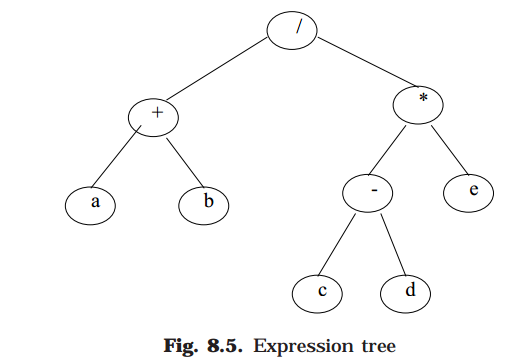 /
+
*
a
b
-
e
c
d
Fig. 8.5. Expression tree